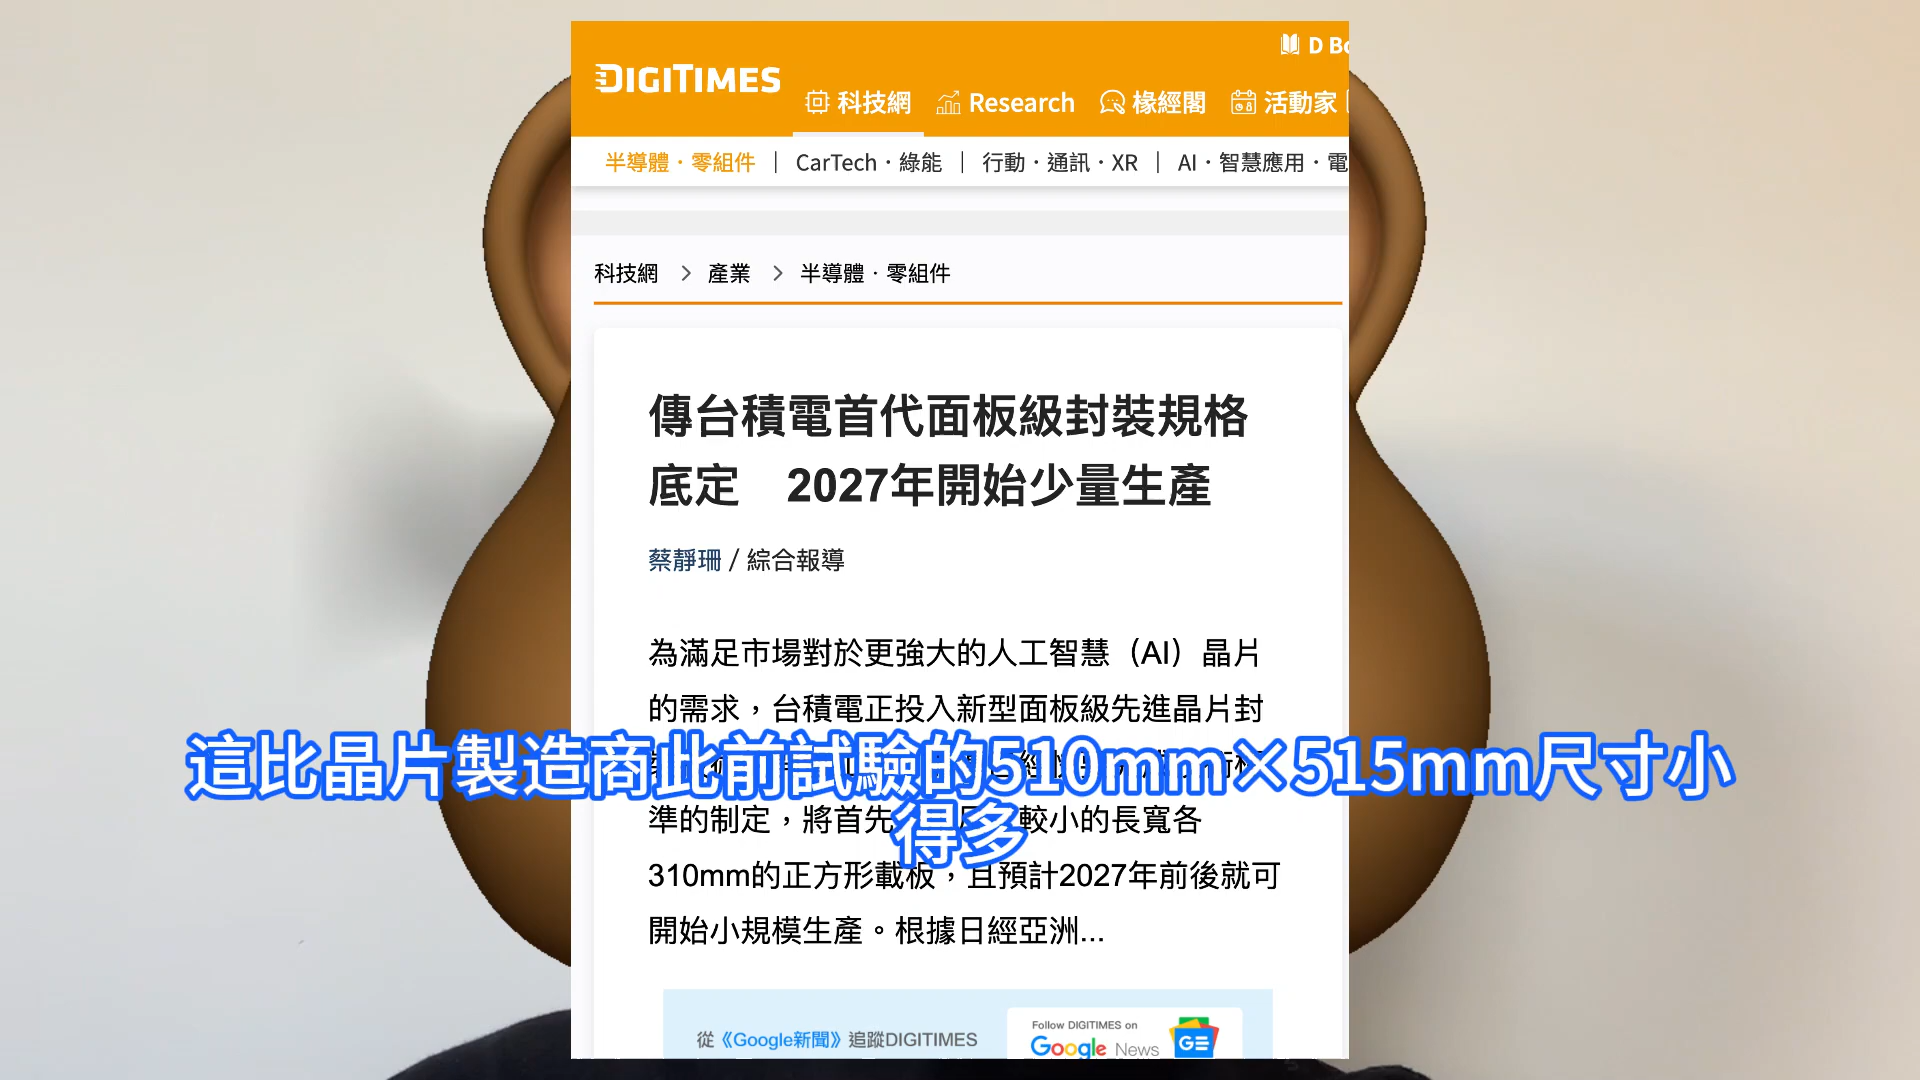 D Bo
DIGITIMES
科技網 Research 椽經閣 活動家
半導體・零組件 | CarTech・綠能 | 行動・通訊・XR | AI・智慧應用・電
科技網 > 產業 > 半導體・零組件
傳台積電首代面板級封裝規格
底定 2027年開始少量生產
蔡靜珊 / 綜合報導
為滿足市場對於更強大的人工智慧（AI）晶片
的需求，台積電正投入新型面板級先進晶片封
這比晶片製造商此前試驗的510mm×515mm尺寸小
得多
準的制定，將首先 較小的長寬各
310mm的正方形載板，且預計2027年前後就可
開始小規模生產。根據日經亞洲...
從《Google新聞》追蹤DIGITIMES
Follow DIGITIMES on
Google News
GE